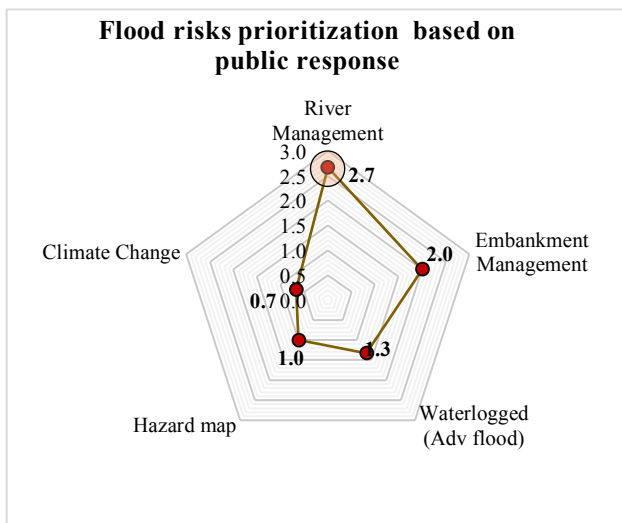 Flood risks prioritization based on
public response
River
Management
3.0
2.5
2.0
1.5
1.0
0.5
0.0
2.7
Embankment
Management
2.0
Waterlogged
(Adv flood)
1.3
Hazard map
1.0
Climate Change
0.7